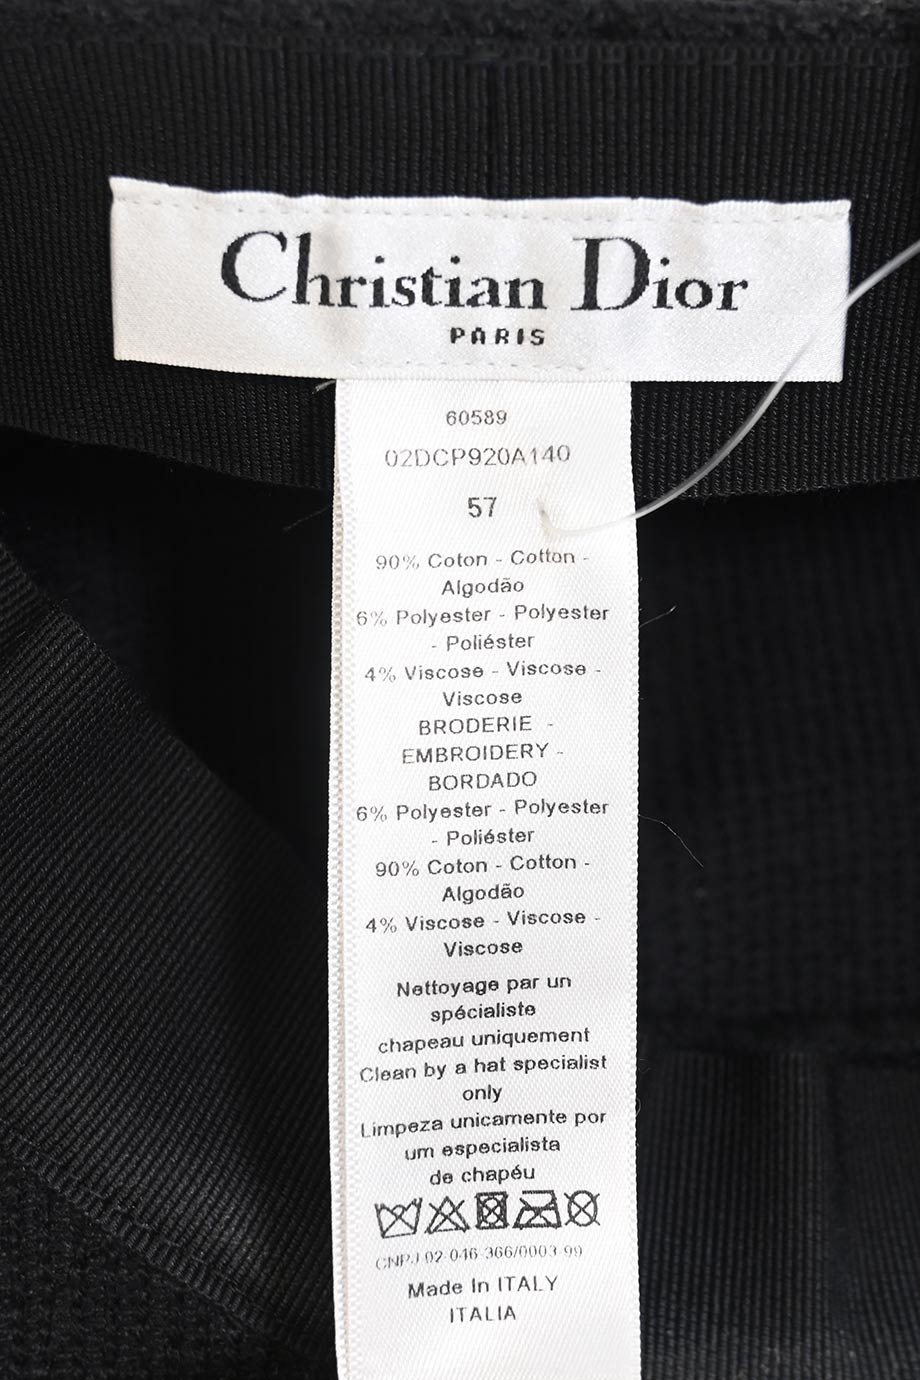 Christian Dior
PARIS
60589
02DCP920A140
57
90% Coton - Cotton -
Algodão
6% Polyester - Polyester
- Poliéster
4% Viscose - Viscose -
Viscose
BRODERIE -
EMBROIDERY -
BORDADO
6% Polyester - Polyester
- Poliéster
90% Coton - Cotton -
Algodão
4% Viscose - Viscose -
Viscose
Nettoyage par un
spécialiste
chapeau uniquement
Clean by a hat specialist
only
Limpeza unicamente por
um especialista
de chapéu
CNPJ 02-046-366/0003-99
Made In ITALY
ITALIA